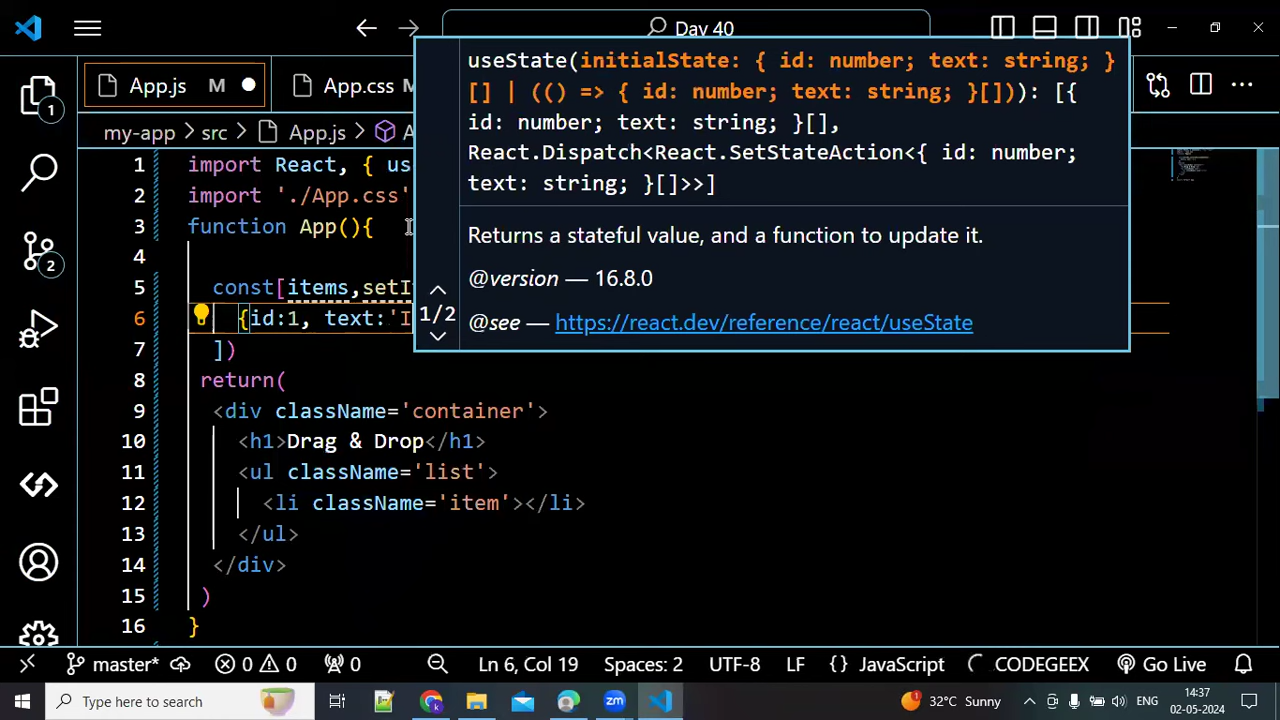 Day 40
App.js M
App.css M
my-app > src > App.js >
useState(initialState: { id: number; text: string; }
[] | (() => { id: number; text: string; }[])): [{
id: number; text: string; }[],
React.Dispatch<React.SetStateAction<{ id: number;
text: string; }[]>>]
Returns a stateful value, and a function to update it.
@version — 16.8.0
1/2
@see — https://react.dev/reference/react/useState
1
2
1 import React, { us
2 import './App.css'
3 function App(){
4
5 const[items,setI
6 {id:1, text:'I
7 ])
8 return(
9 <div className='container'>
10 <h1>Drag & Drop</h1>
11 <ul className='list'>
12 <li className='item'></li>
13 </ul>
14 </div>
15 )
16 }
master* 0 0 0 Ln 6, Col 19 Spaces: 2 UTF-8 LF {} JavaScript CODEGEEX Go Live
Type here to search
zm
32°C Sunny
ENG
14:37
02-05-2024